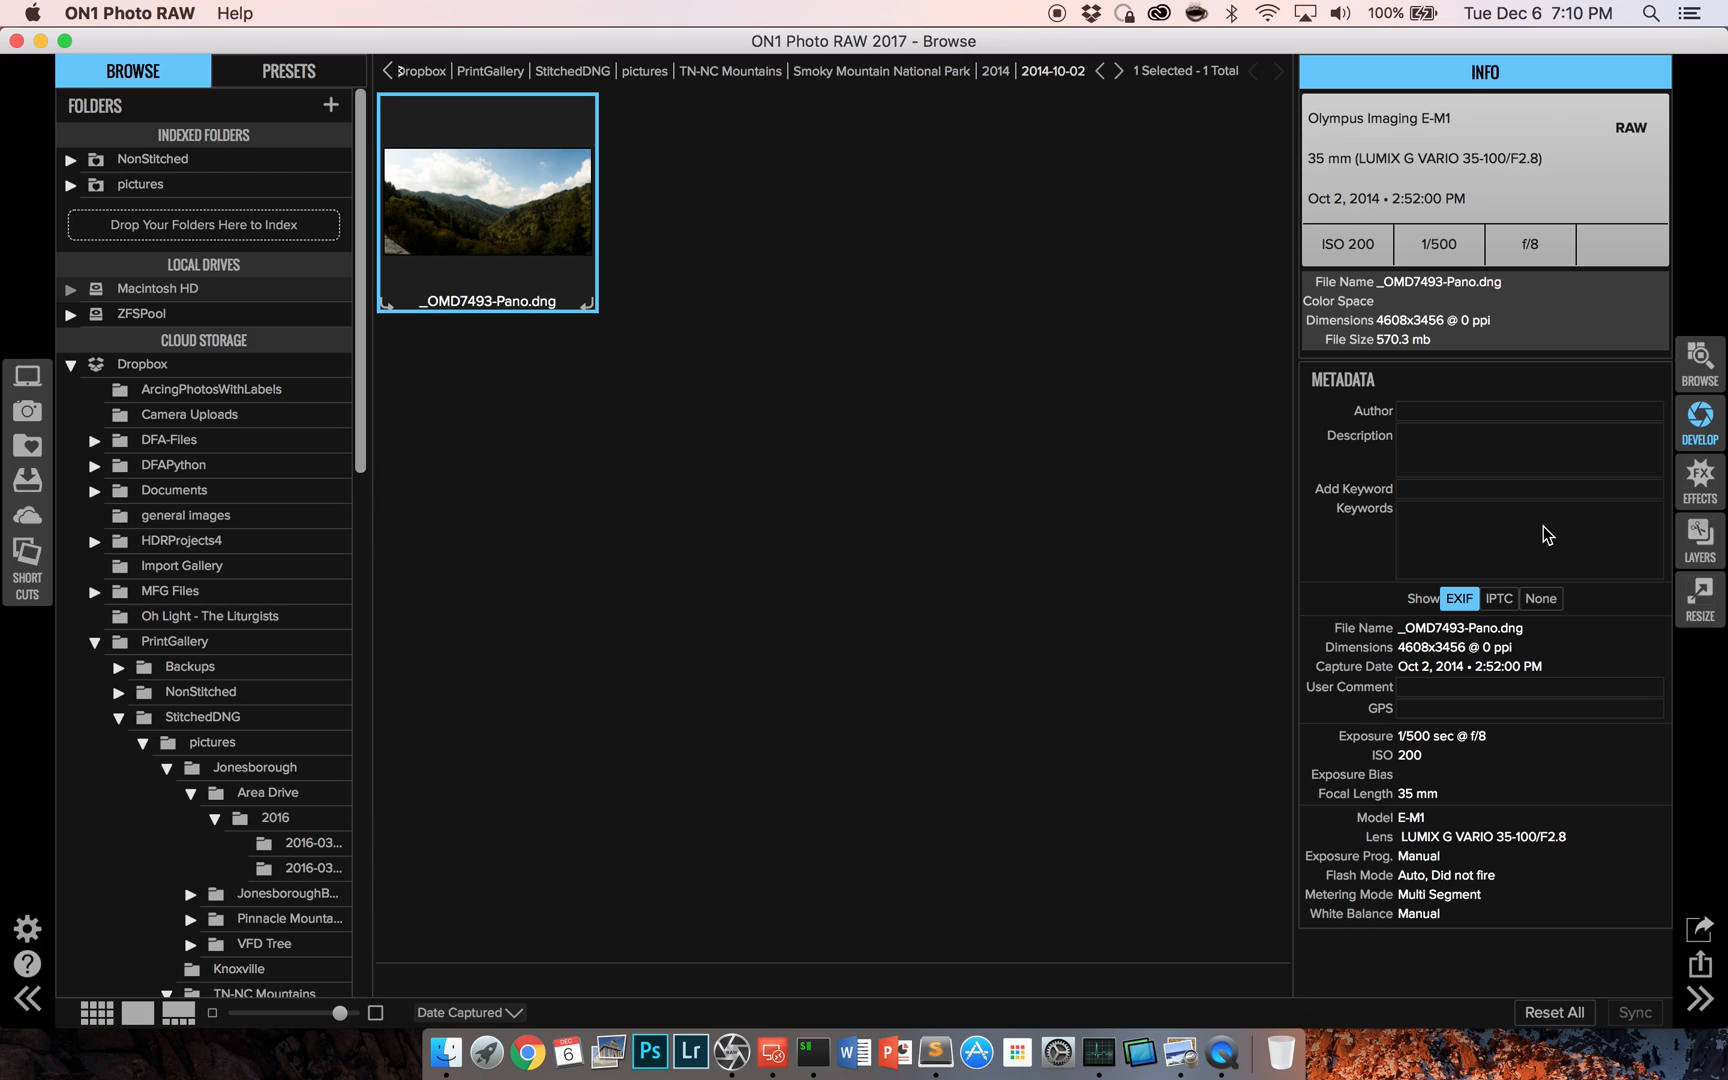 ON1 Photo RAW Help 100% Tue Dec 6 7:10 PM
ON1 Photo RAW 2017 - Browse
BROWSE PRESETS
Dropbox PrintGallery StitchedDNG pictures TN-NC Mountains Smoky Mountain National Park 2014 2014-10-02 1 Selected - 1 Total
INFO
FOLDERS +
INDEXED FOLDERS
NonStitched
pictures
Drop Your Folders Here to Index
LOCAL DRIVES
Macintosh HD
ZFSPool
CLOUD STORAGE
Dropbox
ArcingPhotosWithLabels
Camera Uploads
DFA-Files
DFAPython
Documents
general images
HDRProjects4
Import Gallery
MFG Files
Oh Light - The Liturgists
PrintGallery
Backups
NonStitched
StitchedDNG
pictures
Jonesborough
Area Drive
2016
2016-03...
2016-03...
JonesboroughB...
Pinnacle Mounta...
VFD Tree
Knoxville
TN-NC Mountains
SHORT
CUTS
_OMD7493-Pano.dng
Date Captured
Olympus Imaging E-M1
RAW
35 mm (LUMIX G VARIO 35-100/F2.8)
Oct 2, 2014 • 2:52:00 PM
ISO 200 1/500 f/8
File Name _OMD7493-Pano.dng
Color Space
Dimensions 4608x3456 @ 0 ppi
File Size 570.3 mb
METADATA
Author
Description
Add Keyword
Keywords
Show EXIF IPTC None
File Name _OMD7493-Pano.dng
Dimensions 4608x3456 @ 0 ppi
Capture Date Oct 2, 2014 • 2:52:00 PM
User Comment
GPS
Exposure 1/500 sec @ f/8
ISO 200
Exposure Bias
Focal Length 35 mm
Model E-M1
Lens LUMIX G VARIO 35-100/F2.8
Exposure Prog. Manual
Flash Mode Auto, Did not fire
Metering Mode Multi Segment
White Balance Manual
Reset All Sync
BROWSE
DEVELOP
FX
EFFECTS
LAYERS
RESIZE
DEC
6
Ps Lr